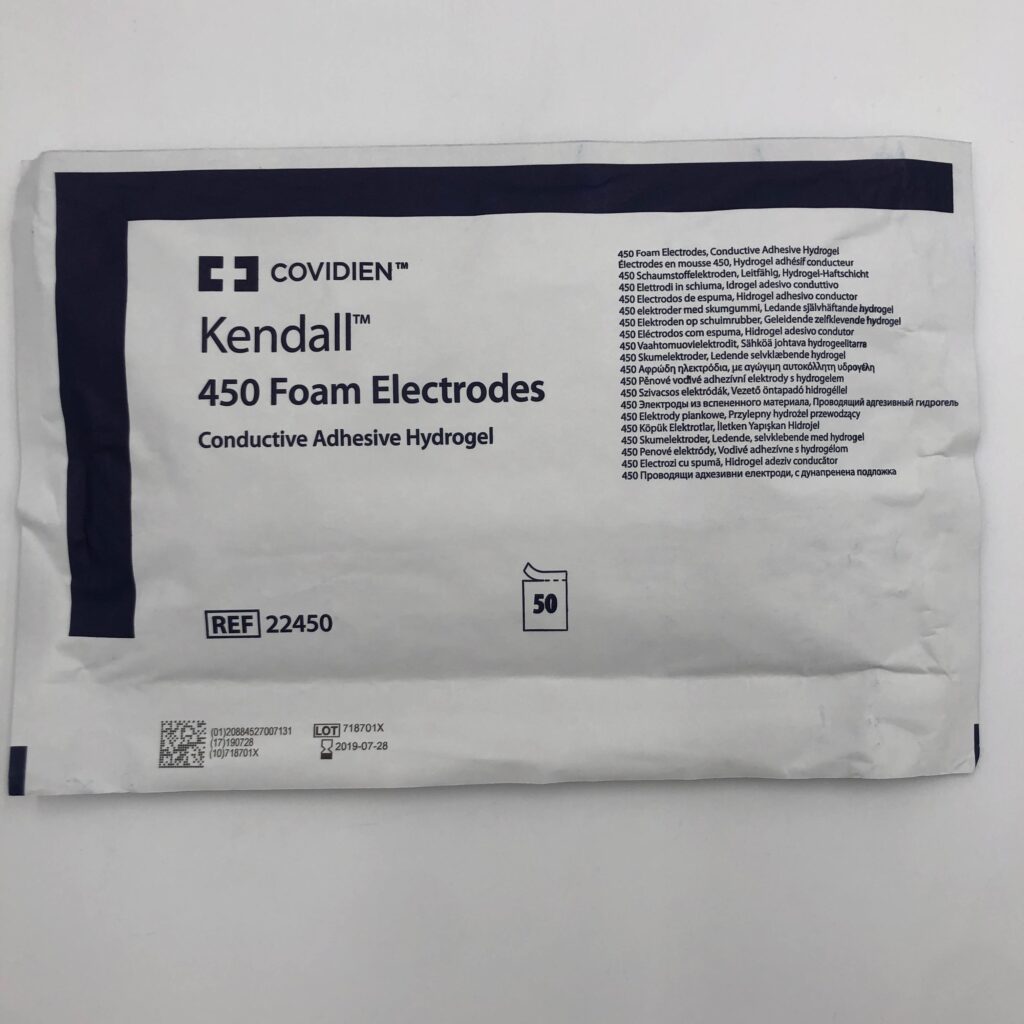 COVIDIEN™
Kendall™
450 Foam Electrodes
Conductive Adhesive Hydrogel
450 Foam Electrodes, Conductive Adhesive Hydrogel
Électrodes en mousse 450, Hydrogel adhésif conducteur
450 Schaumstoffelektroden, Leitfähig, Hydrogel-Haftschicht
450 Elettrodi in schiuma, Idrogel adesivo conduttivo
450 Electrodos de espuma, Hidrogel adhesivo conductor
450 elektroder med skumgummi, Ledande självhäftande hydrogel
450 Elektroden op schuimrubber, Geleidende zelfklevende hydrogel
450 Eléctrodos com espuma, Hidrogel adesivo condutor
450 Vaahtomuovielektrodit, Sähköä johtava hydrogeeliitarra
450 Skumelektroder, Ledende selvklæbende hydrogel
450 Αφρώδη ηλεκτρόδια, με αγώγιμη αυτοκόλλητη υδρογέλη
450 Pěnové vodivé adhezivní elektrody s hydrogelem
450 Szivacsos elektródák, Vezető öntapadó hidrogéllel
450 Электроды из вспененного материала, Проводящий адгезивный гидрогель
450 Elektrody piankowe, Przylepny hydrożel przewodzący
450 Köpük Elektrotlar, İletken Yapışkan Hidrojel
450 Skumelektroder, Ledende, selvklebende med hydrogel
450 Penové elektródy, Vodivé adhezívne s hydrogélom
450 Electrozi cu spumă, Hidrogel adeziv conducător
450 Проводящи адхезивни електроди, с дунапренена подложка
REF 22450
50
(01)20884527007131
(17)190728
(10)718701X
LOT 718701X
2019-07-28